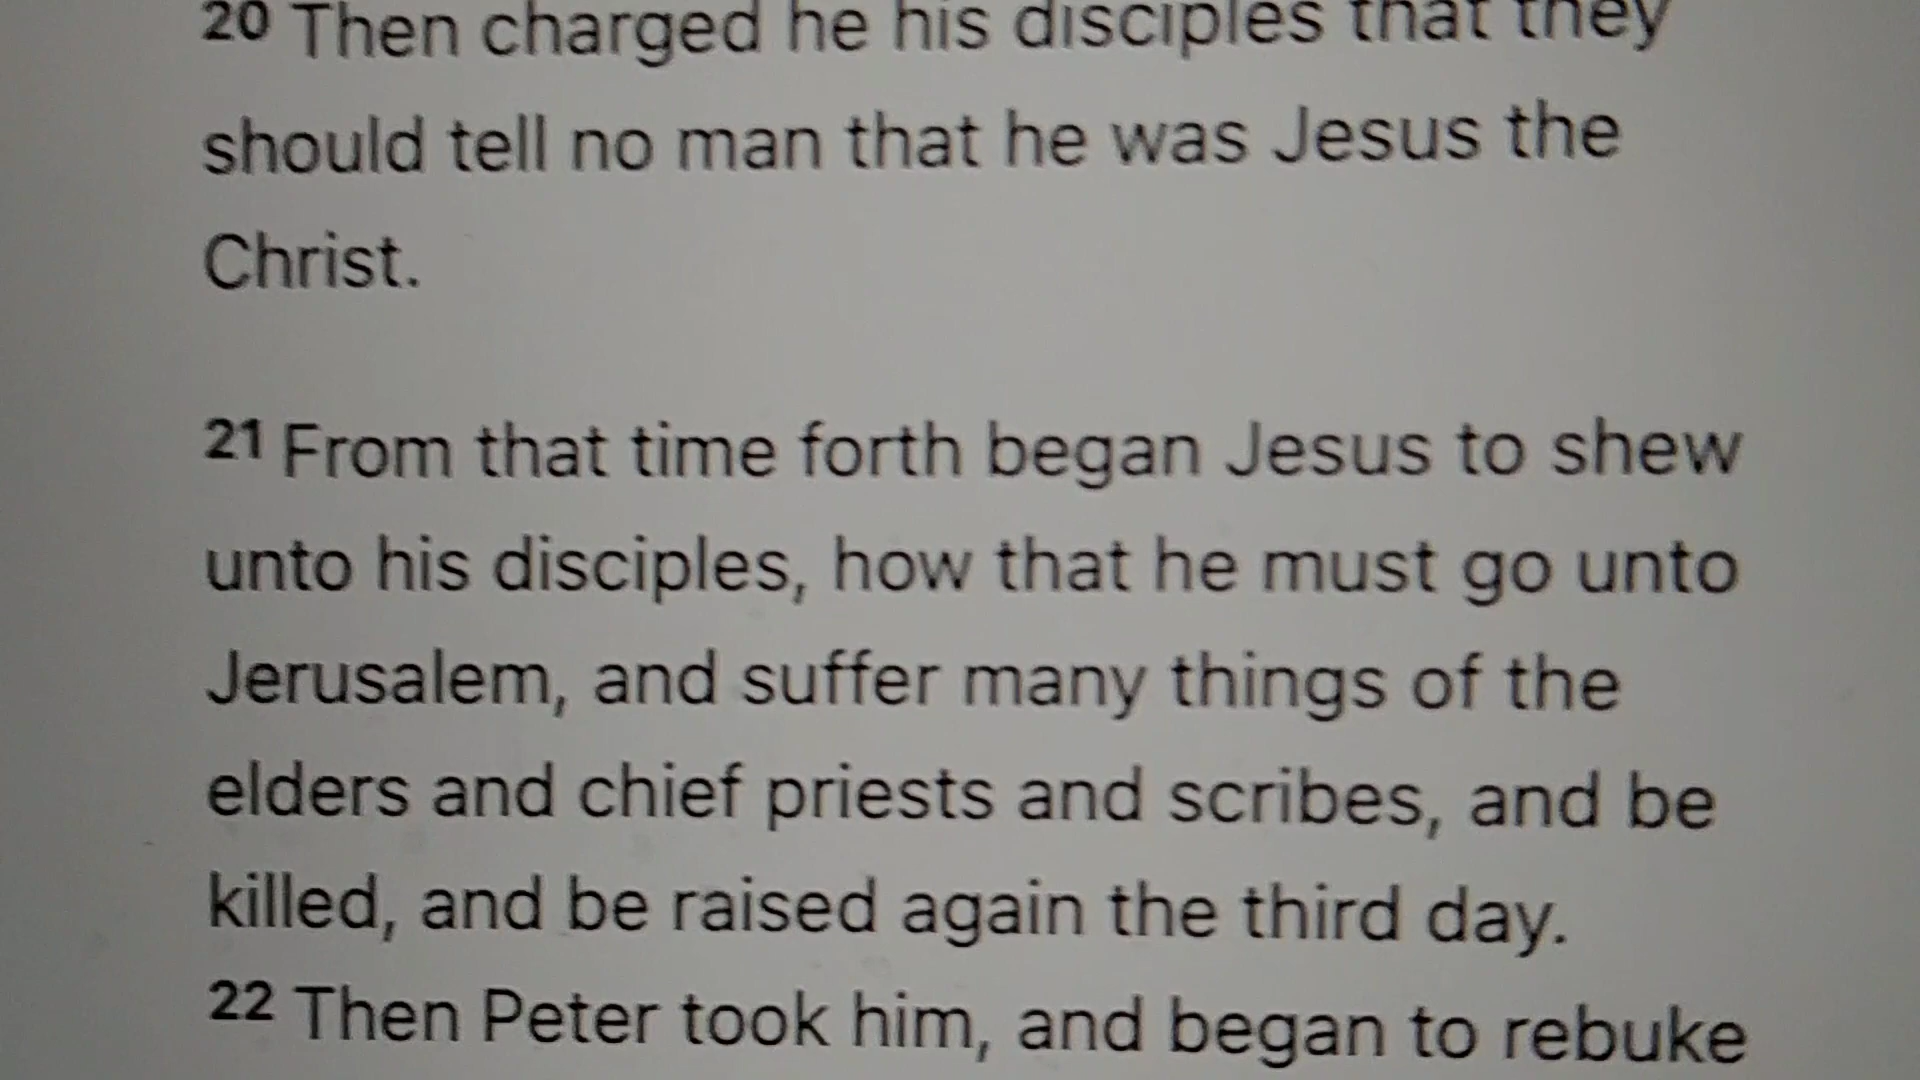 20 Then charged he his disciples that they
should tell no man that he was Jesus the
Christ.
21 From that time forth began Jesus to shew
unto his disciples, how that he must go unto
Jerusalem, and suffer many things of the
elders and chief priests and scribes, and be
killed, and be raised again the third day.
22 Then Peter took him, and began to rebuke